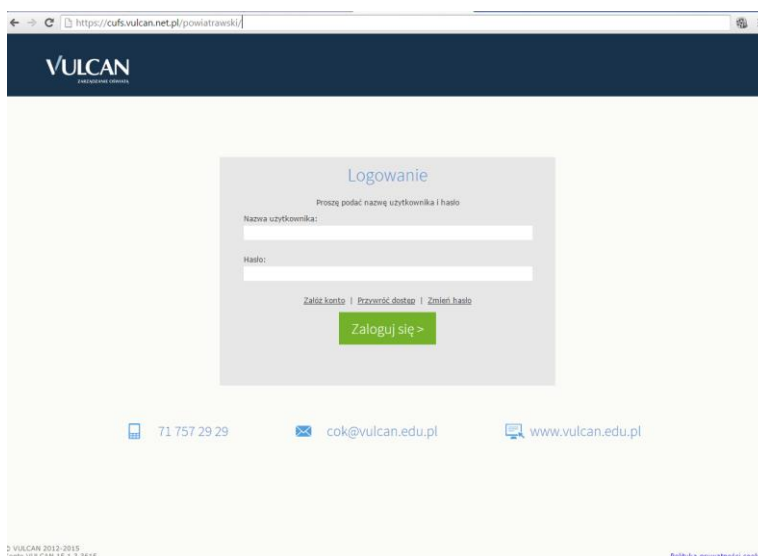 https://cufs.vulcan.net.pl/powiatrawski/
VULCAN
ZARZĄDZANIE OŚWIATĄ
Logowanie
Proszę podać nazwę użytkownika i hasło
Nazwa użytkownika:
Hasło:
Załóż konto | Przywróć dostęp | Zmień hasło
Zaloguj się >
71 757 29 29 cok@vulcan.edu.pl www.vulcan.edu.pl
VULCAN 2012-2015